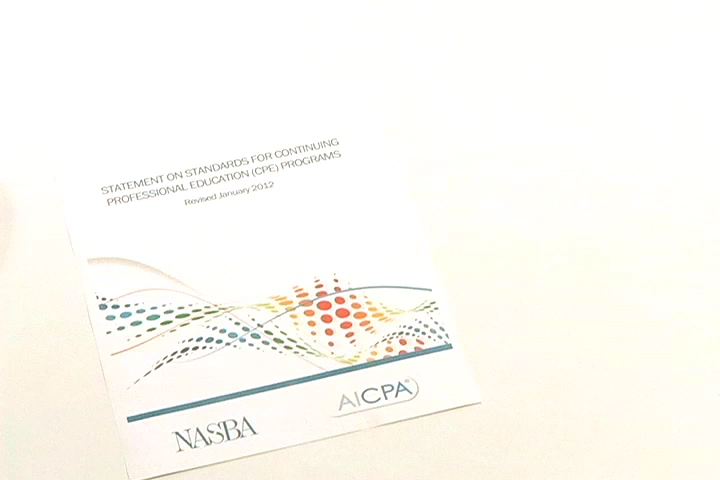 STATEMENT ON STANDARDS FOR CONTINUING
PROFESSIONAL EDUCATION (CPE) PROGRAMS
Revised January 2012
NASBA
AICPA